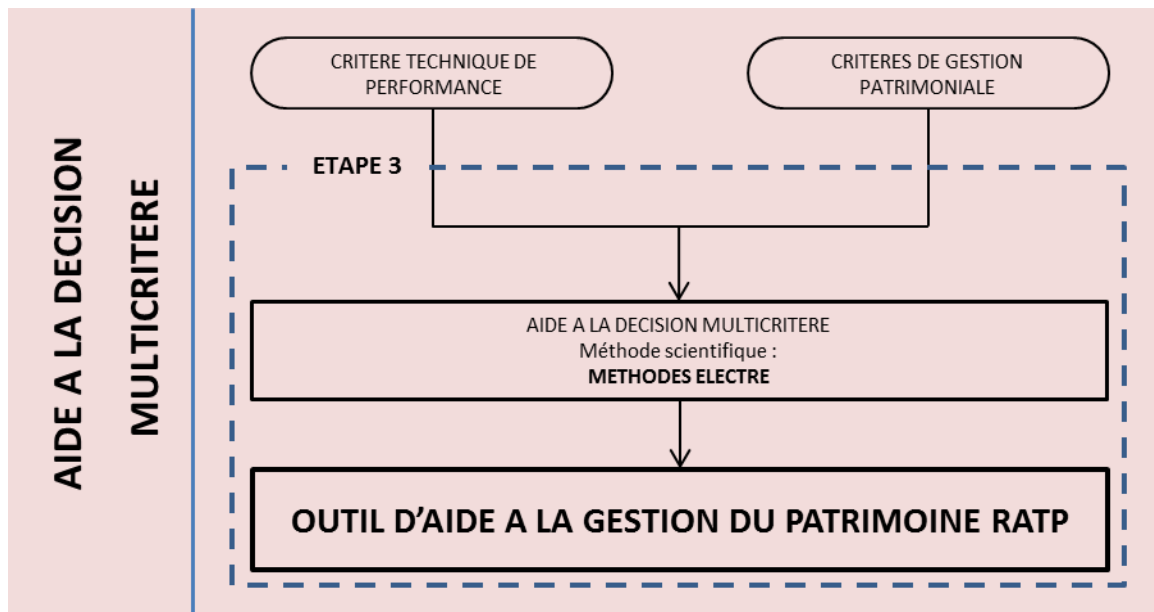 AIDE A LA DECISION
MULTICRITERE
CRITERE TECHNIQUE DE
PERFORMANCE
CRITERES DE GESTION
PATRIMONIALE
ETAPE 3
AIDE A LA DECISION MULTICRITERE
Méthode scientifique :
METHODES ELECTRE
OUTIL D’AIDE A LA GESTION DU PATRIMOINE RATP